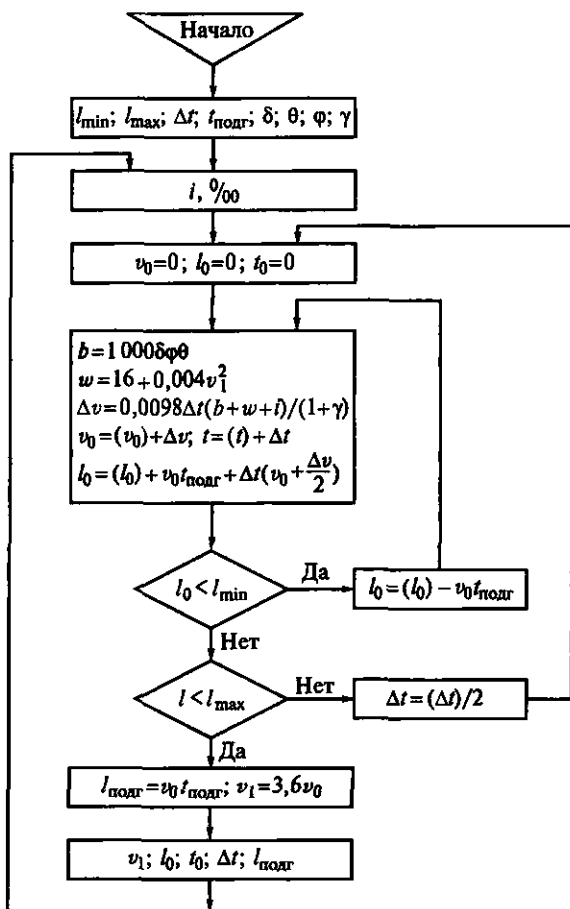 Начало
l_min; l_max; Δt; t_подг; δ; θ; φ; γ
i, %00
v_0=0; l_0=0; t_0=0
b=1000δφθ
w=16+0,004v_1^2
Δv=0,0098Δt(b+w+i)/(1+γ)
v_0=(v_0)+Δv; t=(t)+Δt
l_0=(l_0)+v_0t_подг+Δt(v_0+Δv/2)
l_0<l_min
Да
l_0=(l_0)−v_0t_подг
Нет
l<l_max
Нет
Δt=(Δt)/2
Да
l_подг=v_0t_подг; v_1=3,6v_0
v_1; l_0; t_0; Δt; l_подг